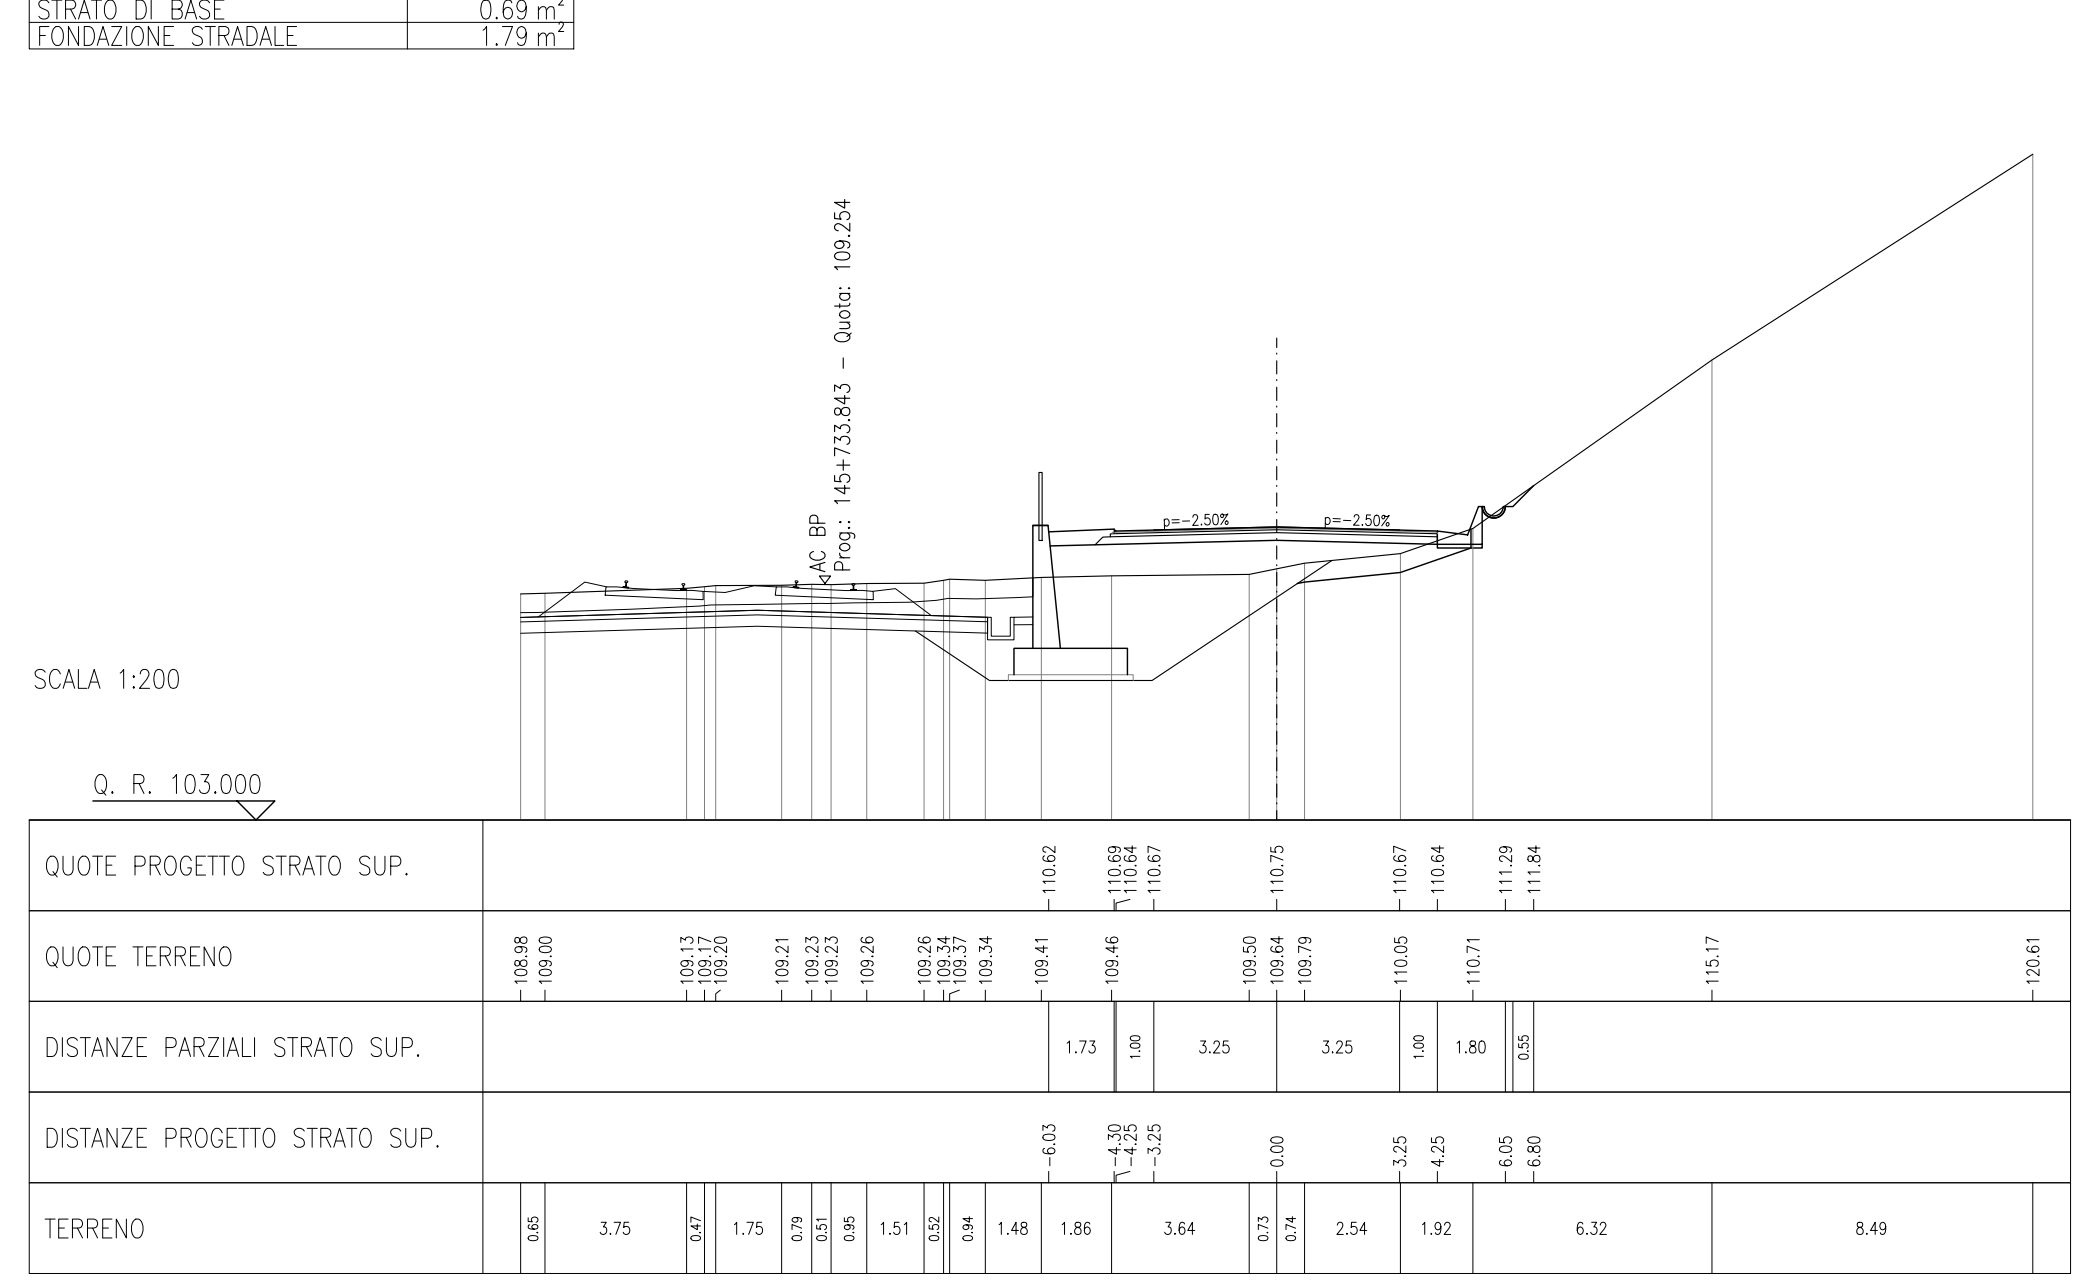 STRATO DI BASE 0.69 m²
FONDAZIONE STRADALE 1.79 m²
AC BP
Prog.: 145+733.843 - Quota: 109.254
p=-2.50% p=-2.50%
SCALA 1:200
Q. R. 103.000
QUOTE PROGETTO STRATO SUP. 110.62 110.69 110.64 110.67 110.75 110.67 110.64 111.29 111.84
QUOTE TERRENO 108.98 109.00 109.13 109.17 109.20 109.21 109.23 109.23 109.26 109.26 109.34 109.37 109.34 109.41 109.46 109.50 109.64 109.79 110.05 110.71 115.17 120.61
DISTANZE PARZIALI STRATO SUP. 1.73 1.00 3.25 3.25 1.00 1.80 0.55
DISTANZE PROGETTO STRATO SUP. -6.03 -4.30 -4.25 -3.25 0.00 3.25 4.25 6.05 6.80
TERRENO 0.65 3.75 0.47 1.75 0.79 0.51 0.95 1.51 0.52 0.94 1.48 1.86 3.64 0.73 0.74 2.54 1.92 6.32 8.49